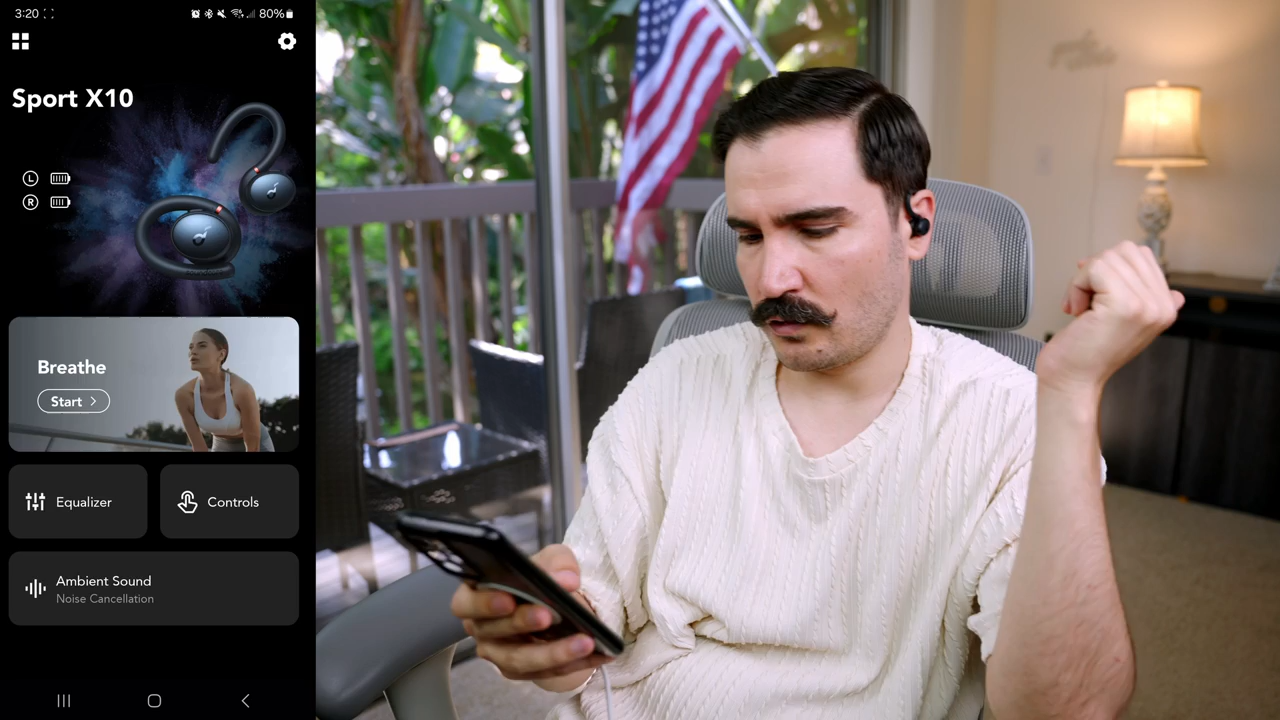 3:20
80%
Sport X10
L
R
Breathe
Start
Equalizer
Controls
Ambient Sound
Noise Cancellation